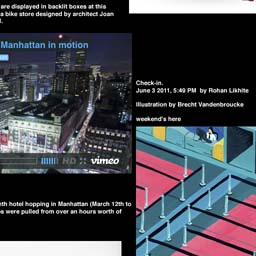 are displayed in backlit boxes at this
a bike store designed by architect Joan
Manhattan in motion
HD
vimeo
nth hotel hopping in Manhattan (March 12th to
s were pulled from over an hours worth of
Check-in.
June 3 2011, 5:49 PM by Rohan Likhite
Illustration by Brecht Vandenbroucke
weekend's here